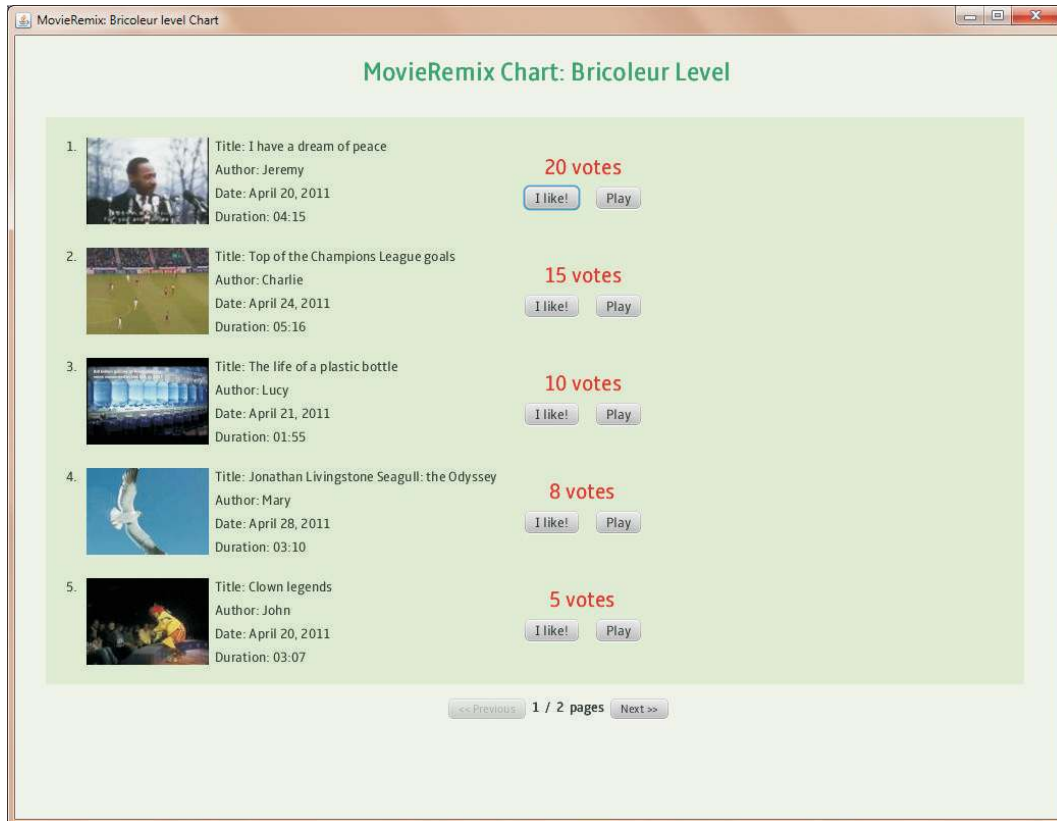 MovieRemix: Bricoleur level Chart
MovieRemix Chart: Bricoleur Level
1.
Title: I have a dream of peace
Author: Jeremy
Date: April 20, 2011
Duration: 04:15
20 votes
I like! Play
2.
Title: Top of the Champions League goals
Author: Charlie
Date: April 24, 2011
Duration: 05:16
15 votes
I like! Play
3.
Title: The life of a plastic bottle
Author: Lucy
Date: April 21, 2011
Duration: 01:55
10 votes
I like! Play
4.
Title: Jonathan Livingstone Seagull: the Odyssey
Author: Mary
Date: April 28, 2011
Duration: 03:10
8 votes
I like! Play
5.
Title: Clown legends
Author: John
Date: April 20, 2011
Duration: 03:07
5 votes
I like! Play
<< Previous 1 / 2 pages Next >>